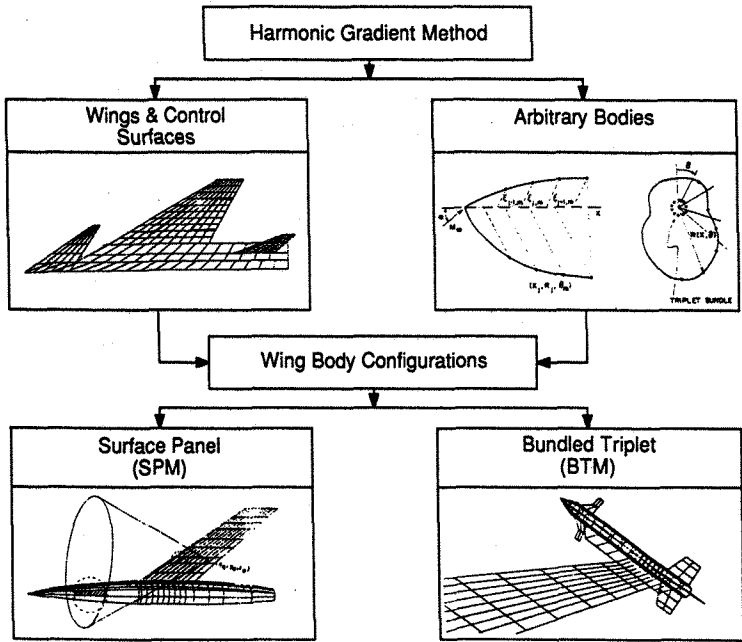 Harmonic Gradient Method
Wings & Control
Surfaces
Arbitrary Bodies
X
TRIPLET BUNDLE
Wing Body Configurations
Surface Panel
(SPM)
Bundled Triplet
(BTM)